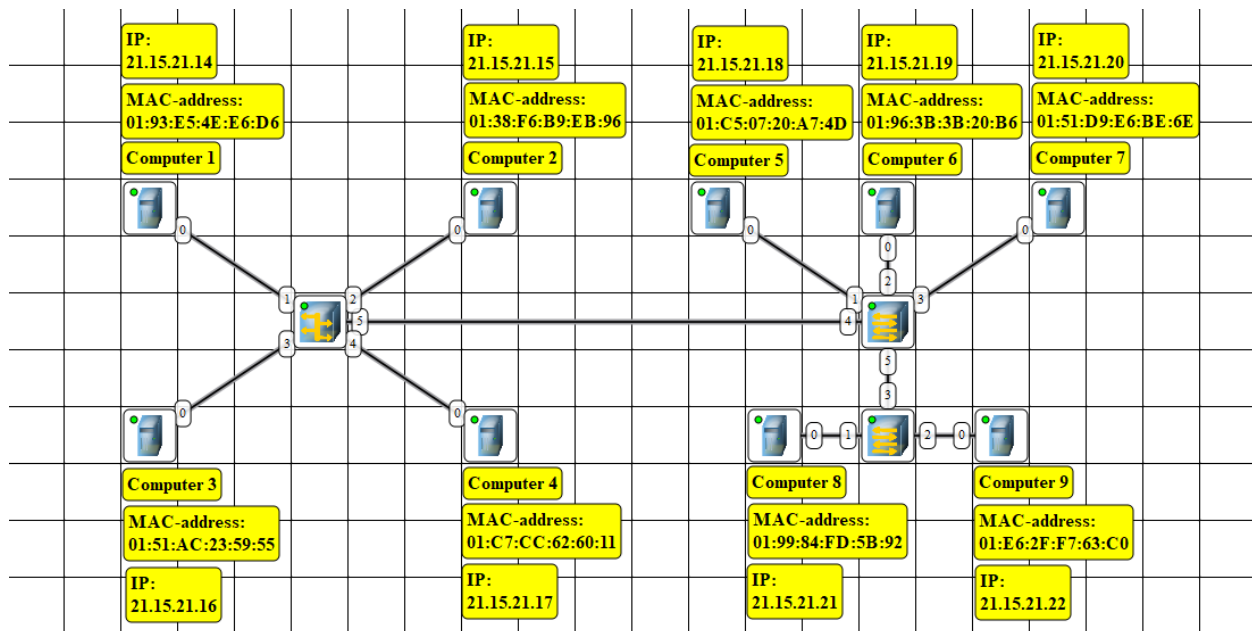 IP:
21.15.21.14
MAC-address:
01:93:E5:4E:E6:D6
Computer 1
IP:
21.15.21.15
MAC-address:
01:38:F6:B9:EB:96
Computer 2
IP:
21.15.21.18
MAC-address:
01:C5:07:20:A7:4D
Computer 5
IP:
21.15.21.19
MAC-address:
01:96:3B:3B:20:B6
Computer 6
IP:
21.15.21.20
MAC-address:
01:51:D9:E6:BE:6E
Computer 7
0
0
0
0
0
1
2
5
3
4
1
2
3
4
5
3
0
0
0
1
2
0
Computer 3
MAC-address:
01:51:AC:23:59:55
IP:
21.15.21.16
Computer 4
MAC-address:
01:C7:CC:62:60:11
IP:
21.15.21.17
Computer 8
MAC-address:
01:99:84:FD:5B:92
IP:
21.15.21.21
Computer 9
MAC-address:
01:E6:2F:F7:63:C0
IP:
21.15.21.22